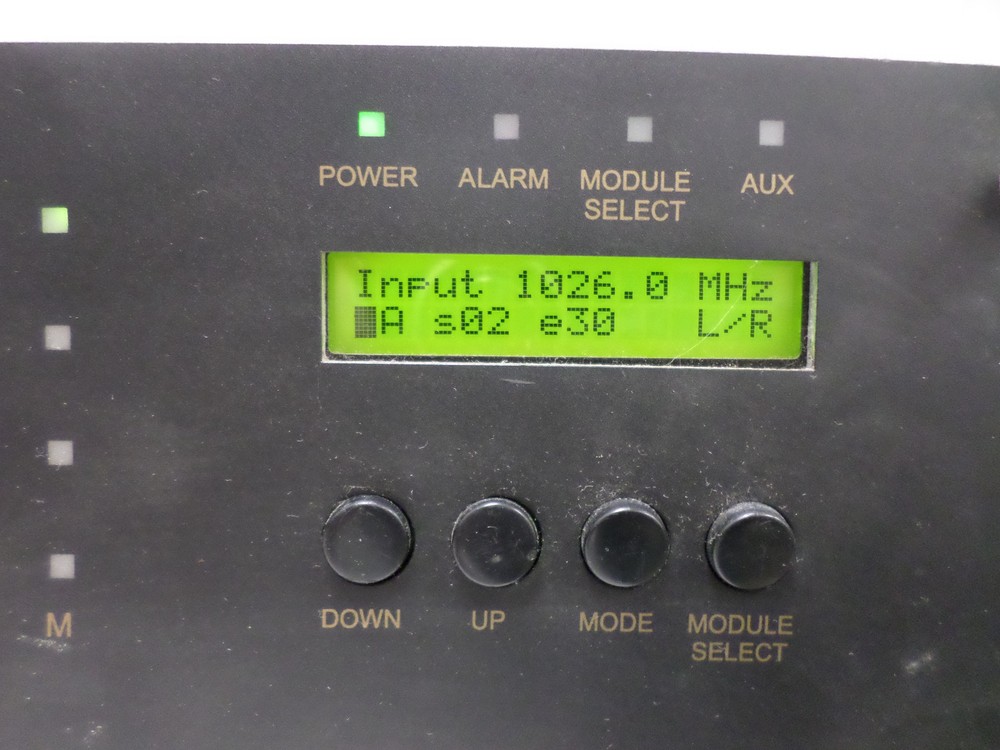 POWER ALARM MODULE SELECT AUX
Input 1026.0 MHz
A s02 e30 L/R
DOWN UP MODE MODULE SELECT
M